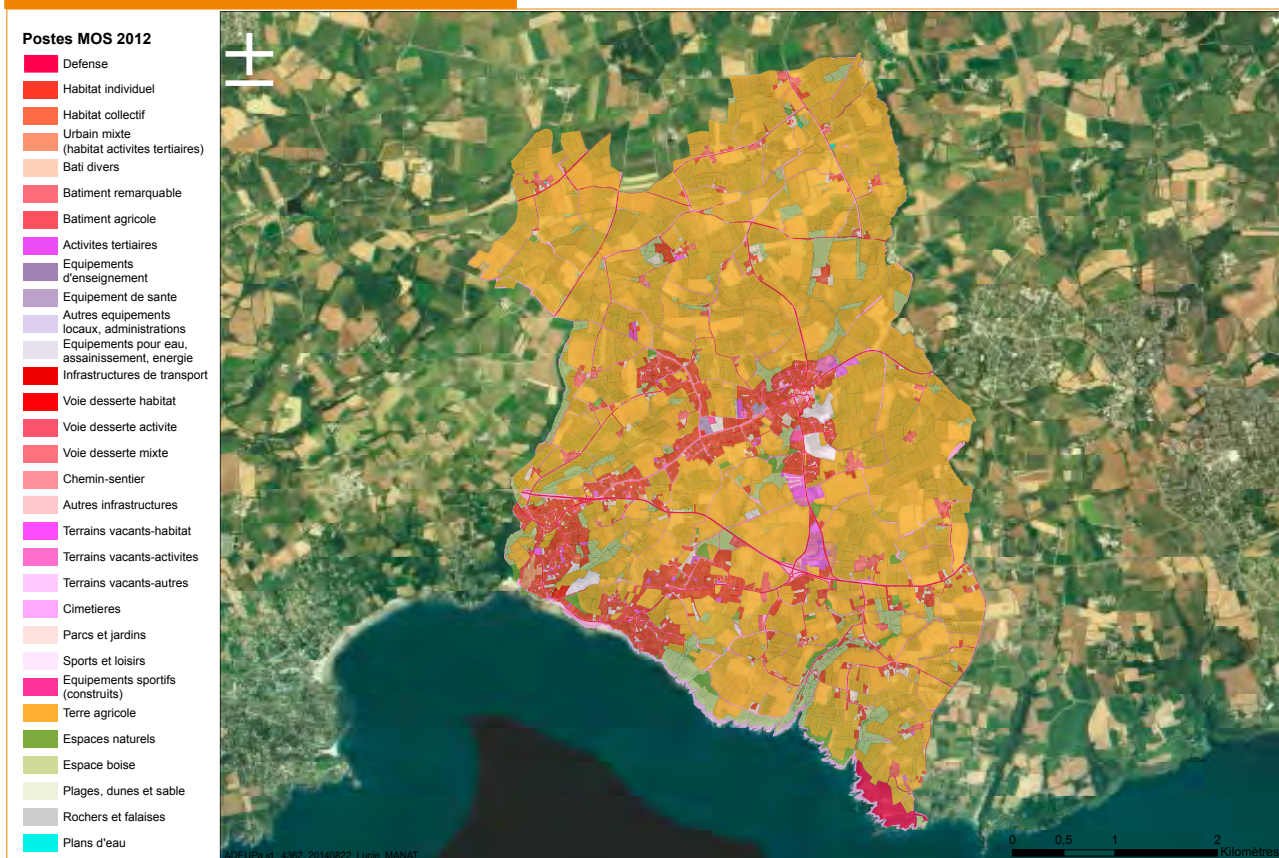 Postes MOS 2012
Defense
Habitat individuel
Habitat collectif
Urbain mixte
(habitat activites tertiaires)
Bati divers
Batiment remarquable
Batiment agricole
Activites tertiaires
Equipements
d'enseignement
Equipement de sante
Autres equipements
locaux, administrations
Equipements pour eau,
assainissement, energie
Infrastructures de transport
Voie desserte habitat
Voie desserte activite
Voie desserte mixte
Chemin-sentier
Autres infrastructures
Terrains vacants-habitat
Terrains vacants-activites
Terrains vacants-autres
Cimetieres
Parcs et jardins
Sports et loisirs
Equipements sportifs
(construits)
Terre agricole
Espaces naturels
Espace boise
Plages, dunes et sable
Rochers et falaises
Plans d'eau
0 0,5 1 2
Kilomètres
ADEUPa id : 4362_20140822_Lucie_MANAT